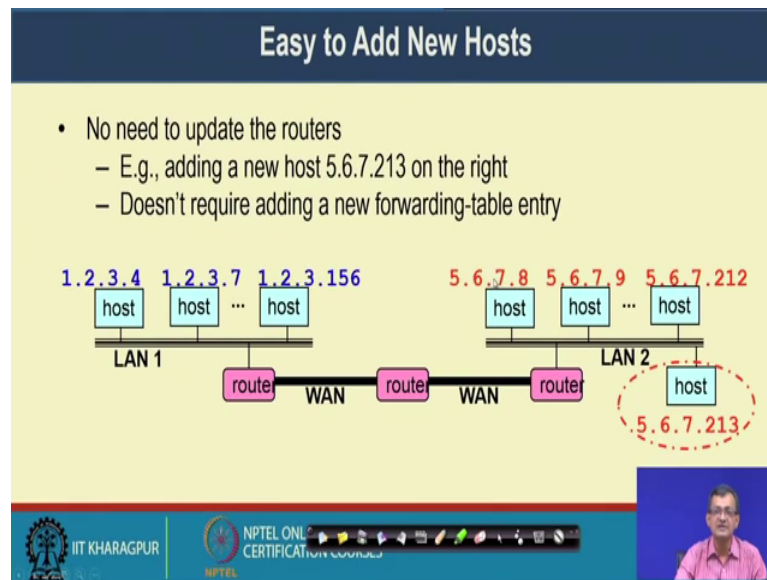 Easy to Add New Hosts
• No need to update the routers
– E.g., adding a new host 5.6.7.213 on the right
– Doesn't require adding a new forwarding-table entry
1.2.3.4 1.2.3.7 1.2.3.156 5.6.7.8 5.6.7.9 5.6.7.212
host host ... host host host ... host
LAN 1 LAN 2
router WAN router WAN router host
5.6.7.213
IIT KHARAGPUR
NPTEL ONL
CERTIFICATION COURSES
NPTEL